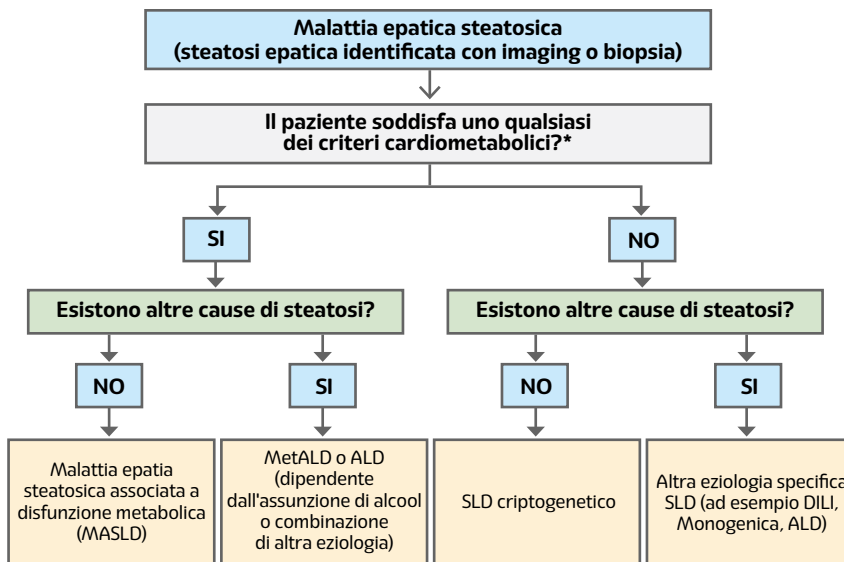 Malattia epatica steatosica
(steatosi epatica identificata con imaging o biopsia)
Il paziente soddisfa uno qualsiasi
dei criteri cardiometabolici?*
SI
NO
Esistono altre cause di steatosi?
Esistono altre cause di steatosi?
NO
SI
NO
SI
Malattia epatia
steatosica associata a
disfunzione metabolica
(MASLD)
MetALD o ALD
(dipendente
dall'assunzione di alcool
o combinazione
di altra eziologia)
SLD criptogenetico
Altra eziologia specifica
SLD (ad esempio DILI,
Monogenica, ALD)